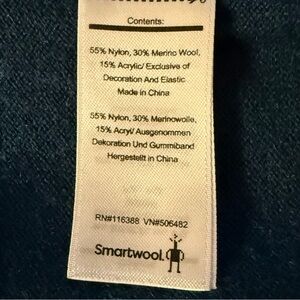 Contents:
55% Nylon, 30% Merino Wool,
15% Acrylic/ Exclusive of
Decoration And Elastic
Made in China
55% Nylon, 30% Merinowolle,
15% Acryl/ Ausgenommen
Dekoration Und Gummiband
Hergestellt in China
RN#116388 VN#506482
Smartwool.